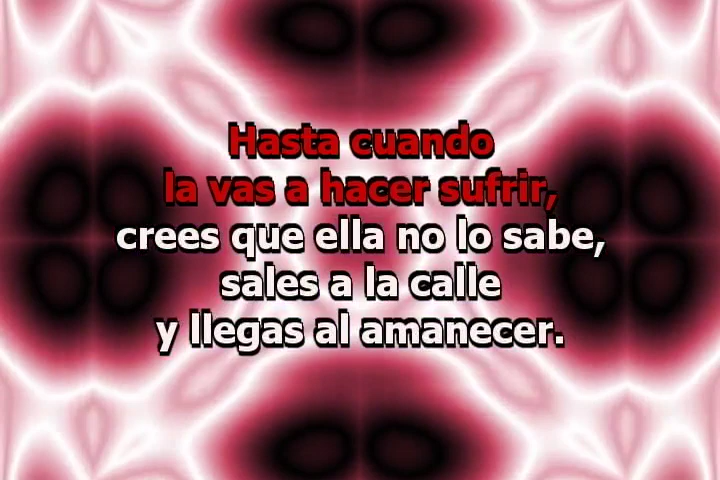 Hasta cuando
la vas a hacer sufrir,
crees que ella no lo sabe,
sales a la calle
y llegas al amanecer.